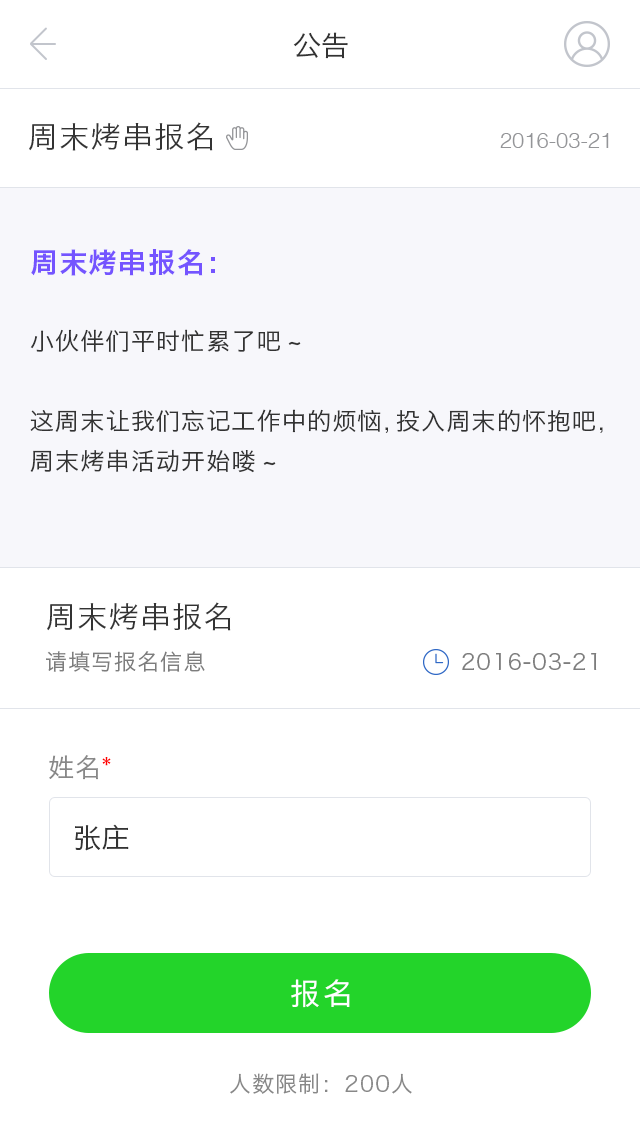 公告
周末烤串报名
2016-03-21
周末烤串报名：
小伙伴们平时忙累了吧~
这周末让我们忘记工作中的烦恼,投入周末的怀抱吧,
周末烤串活动开始喽~
周末烤串报名
请填写报名信息
2016-03-21
姓名*
张庄
报名
人数限制：200人